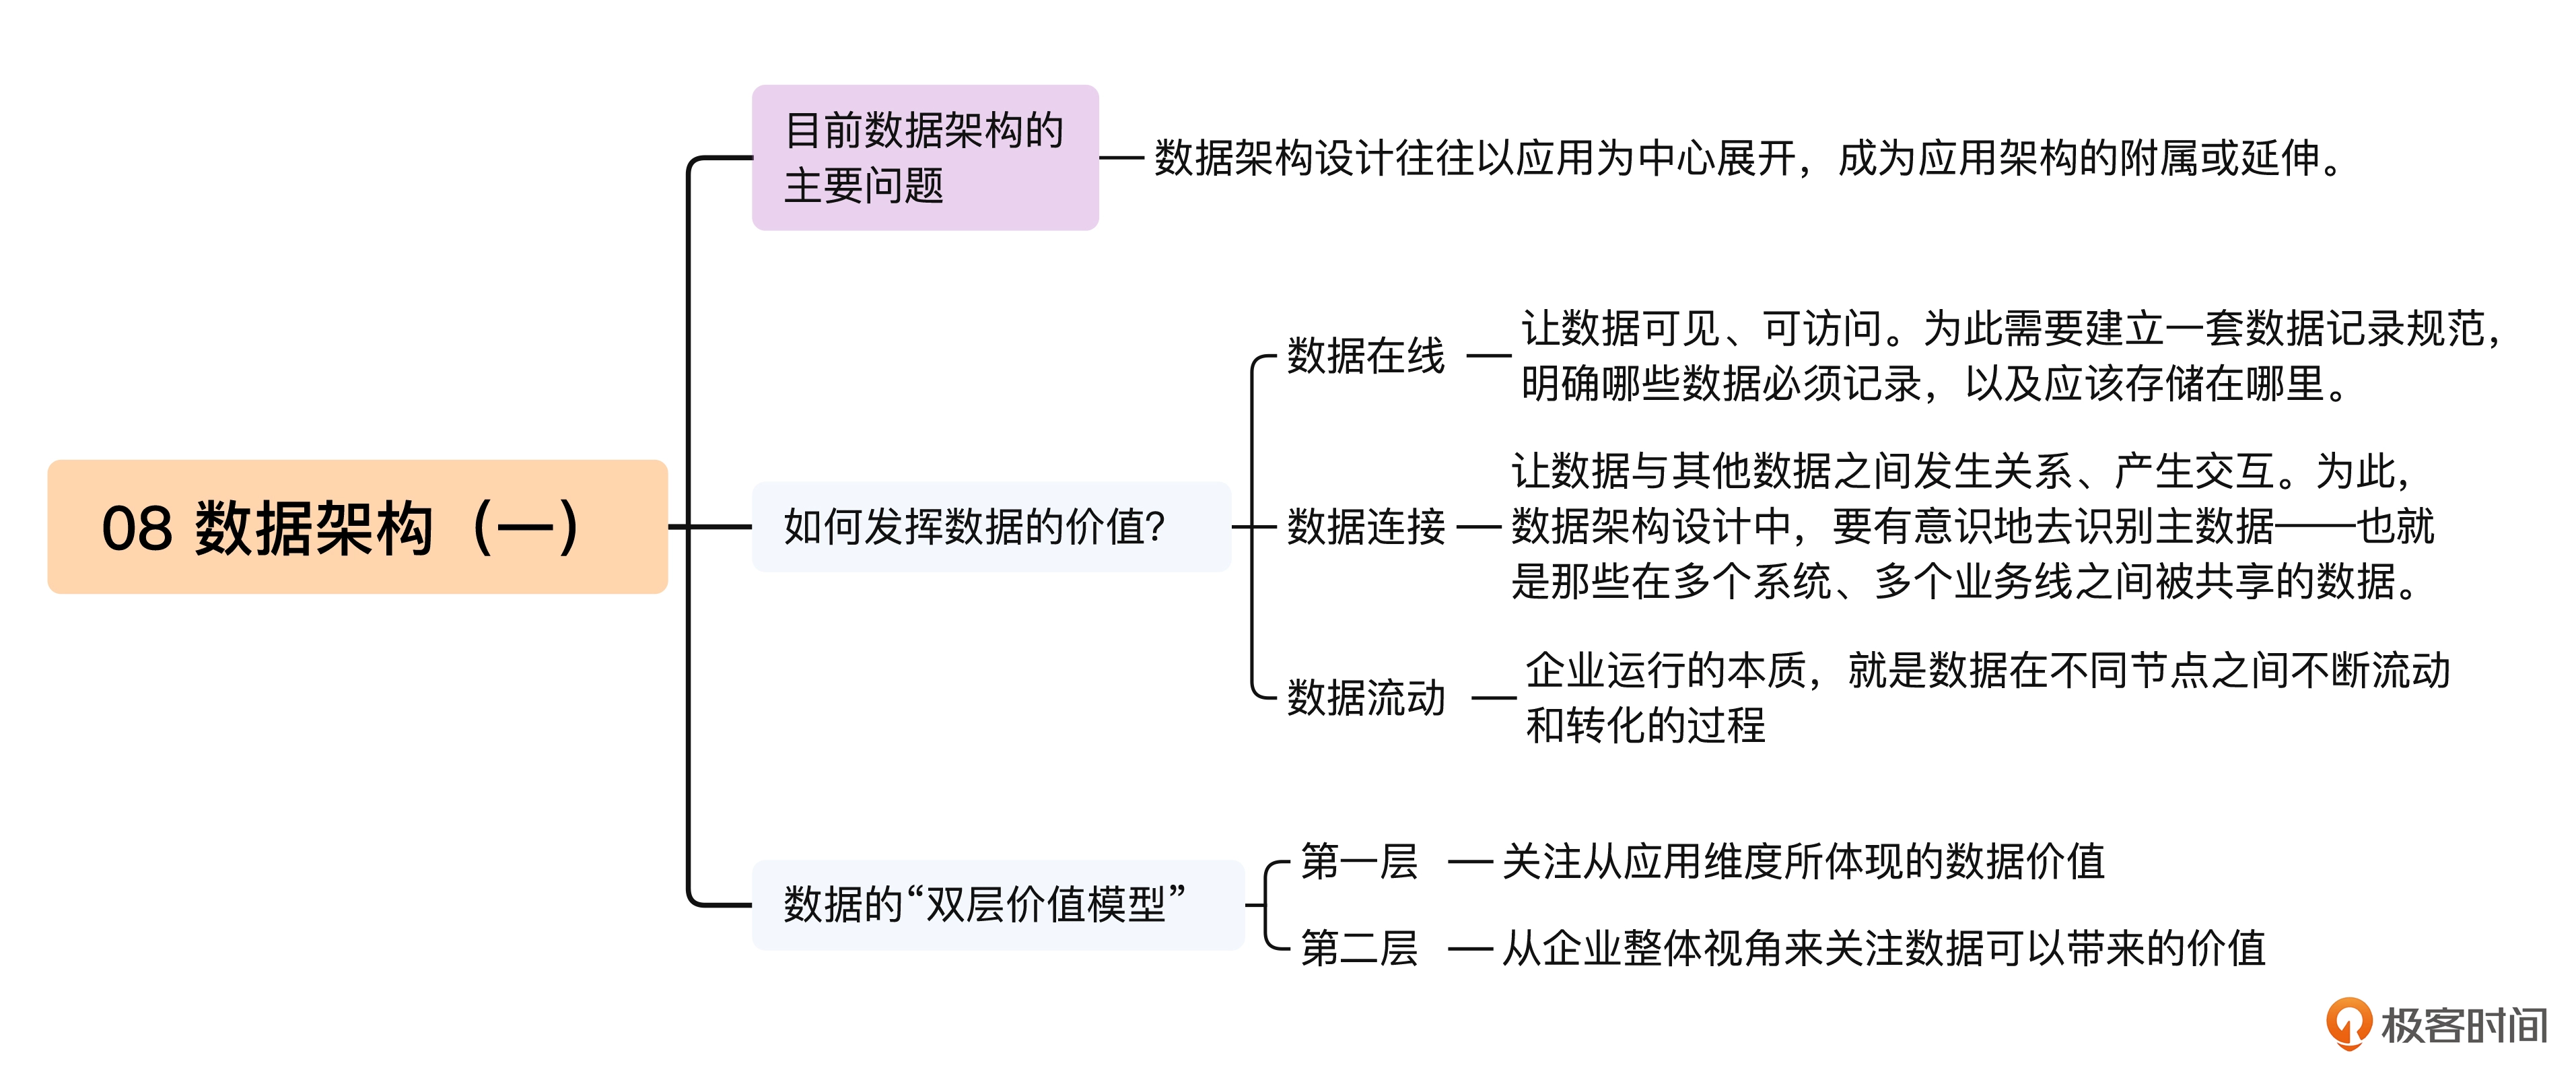 08 数据架构（一）
目前数据架构的
主要问题
数据架构设计往往以应用为中心展开，成为应用架构的附属或延伸。
如何发挥数据的价值？
数据在线
让数据可见、可访问。为此需要建立一套数据记录规范，
明确哪些数据必须记录，以及应该存储在哪里。
数据连接
让数据与其他数据之间发生关系、产生交互。为此，
数据架构设计中，要有意识地去识别主数据——也就
是那些在多个系统、多个业务线之间被共享的数据。
数据流动
企业运行的本质，就是数据在不同节点之间不断流动
和转化的过程
数据的“双层价值模型”
第一层
关注从应用维度所体现的数据价值
第二层
从企业整体视角来关注数据可以带来的价值
极客时间